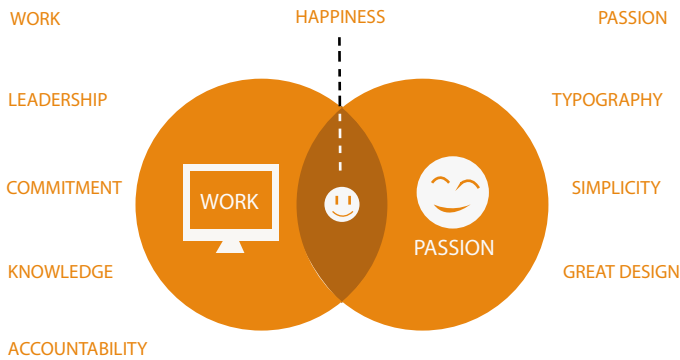 WORK
HAPPINESS
PASSION
LEADERSHIP
TYPOGRAPHY
COMMITMENT
WORK
SIMPLICITY
PASSION
KNOWLEDGE
GREAT DESIGN
ACCOUNTABILITY